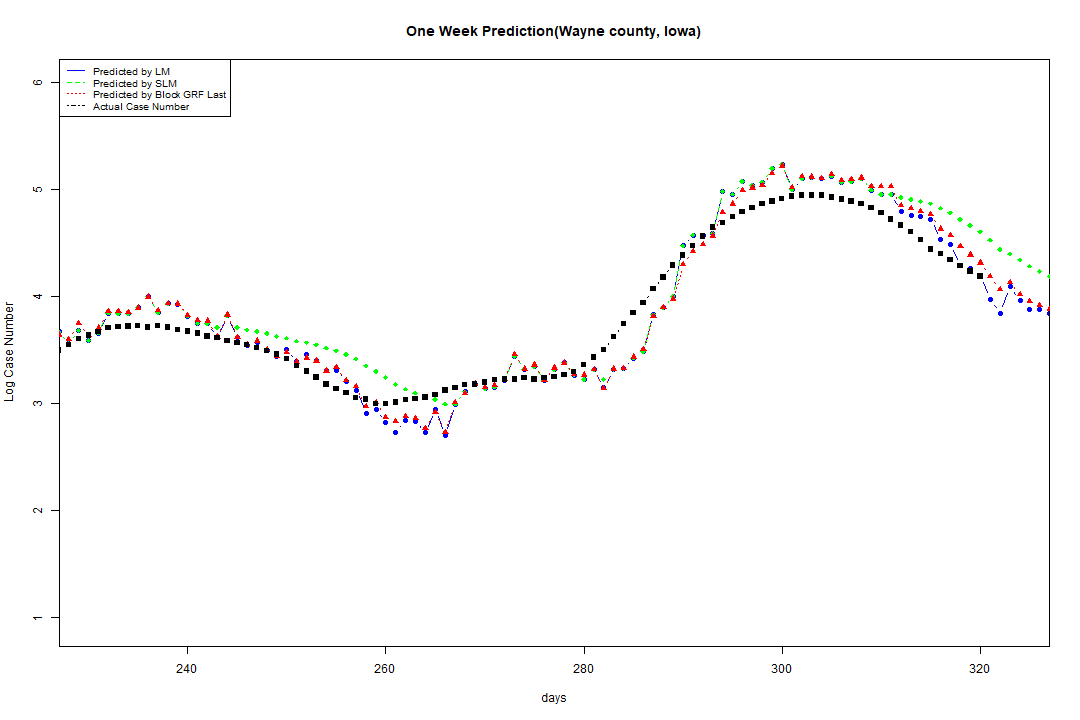 One Week Prediction(Wayne county, Iowa)
Predicted by LM
Predicted by SLM
Predicted by Block GRF Last
Actual Case Number
6
5
4
3
2
1
Log Case Number
240 260 280 300 320
days